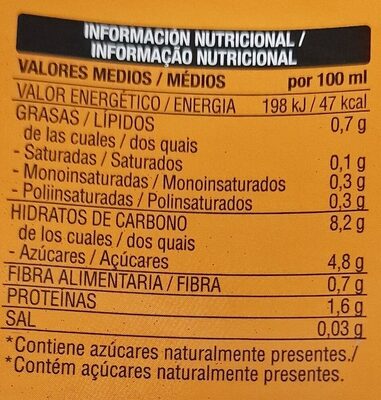 INFORMACIÓN NUTRICIONAL /
INFORMAÇÃO NUTRICIONAL
VALORES MEDIOS / MÉDIOS por 100 ml
VALOR ENERGÉTICO / ENERGIA 198 kJ / 47 kcal
GRASAS / LÍPIDOS 0,7 g
de las cuales / dos quais
- Saturadas / Saturados 0,1 g
- Monoinsaturadas / Monoinsaturados 0,3 g
- Poliinsaturadas / Polinsaturados 0,3 g
HIDRATOS DE CARBONO 8,2 g
de los cuales / dos quais
- Azúcares / Açúcares 4,8 g
FIBRA ALIMENTARIA / FIBRA 0,7 g
PROTEÍNAS 1,6 g
SAL 0,03 g
*Contiene azúcares naturalmente presentes./
*Contém açúcares naturalmente presentes.